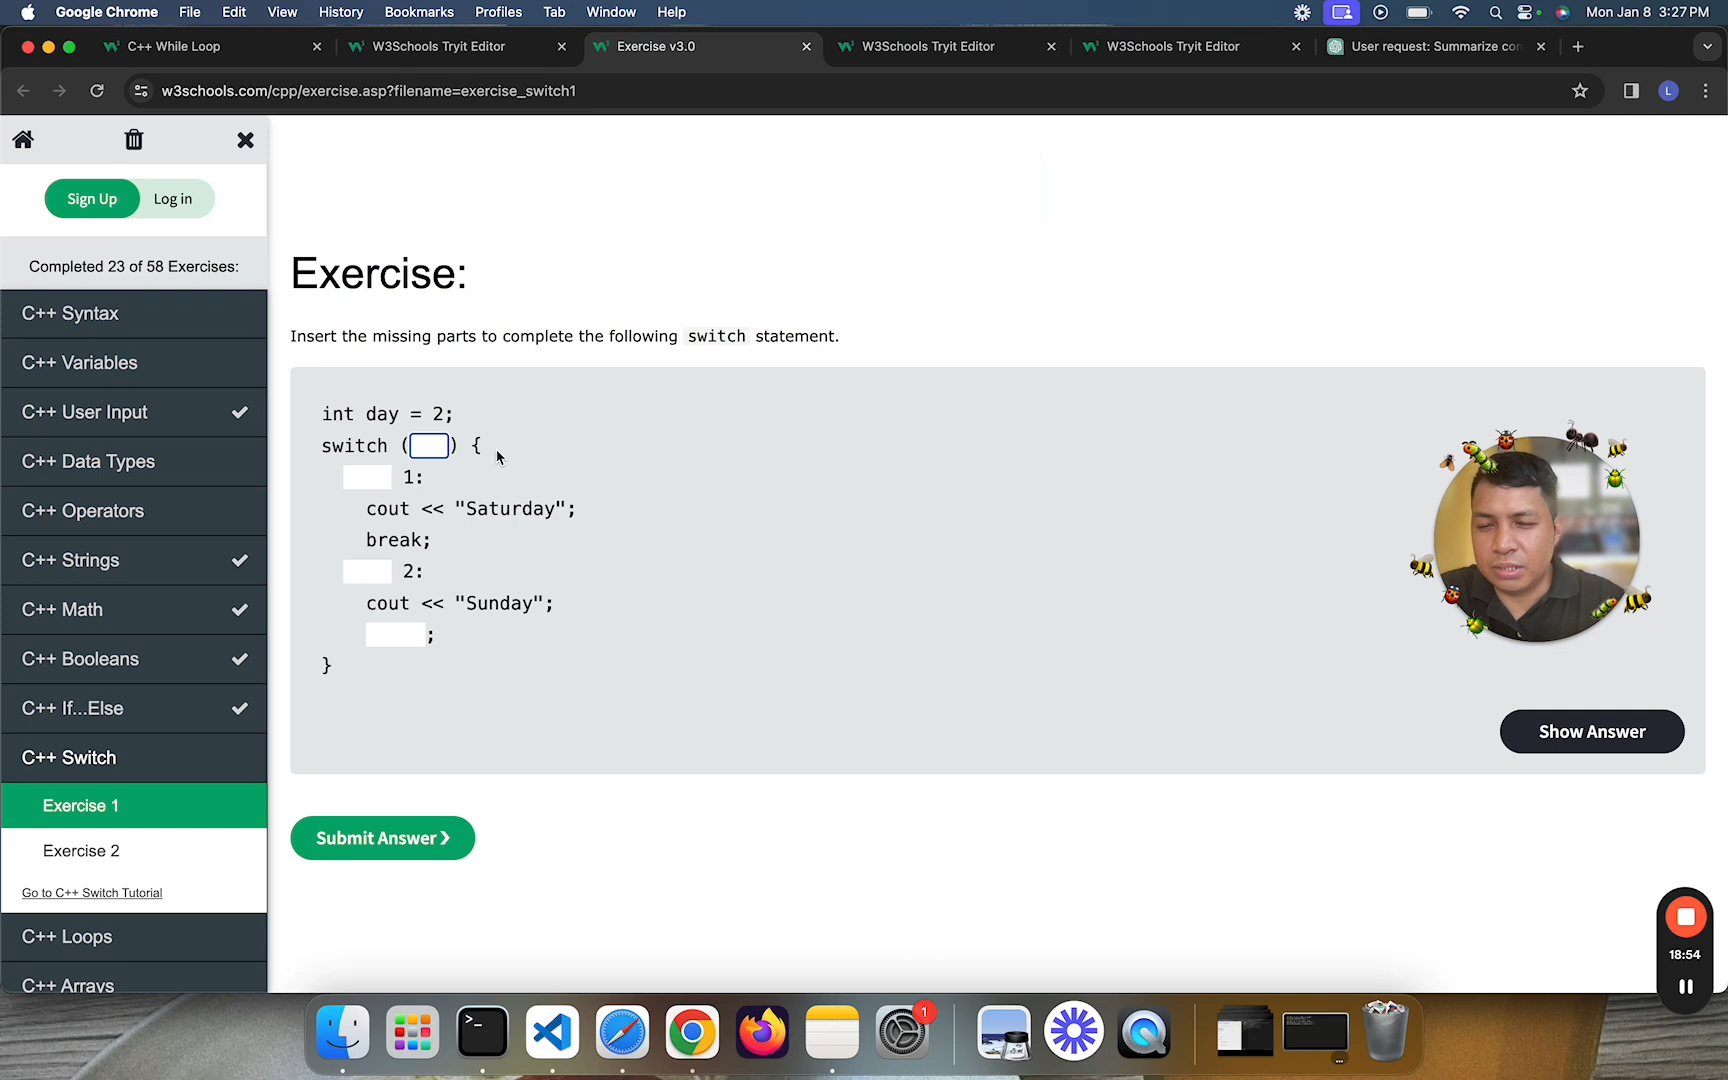 Google Chrome File Edit View History Bookmarks Profiles Tab Window Help
Mon Jan 8 3:27 PM
C++ While Loop
W3Schools Tryit Editor
Exercise v3.0
W3Schools Tryit Editor
W3Schools Tryit Editor
User request: Summarize con
w3schools.com/cpp/exercise.asp?filename=exercise_switch1
L
Sign Up
Log in
Completed 23 of 58 Exercises:
C++ Syntax
C++ Variables
C++ User Input
C++ Data Types
C++ Operators
C++ Strings
C++ Math
C++ Booleans
C++ If...Else
C++ Switch
Exercise 1
Exercise 2
Go to C++ Switch Tutorial
C++ Loops
C++ Arrays
Exercise:
Insert the missing parts to complete the following switch statement.
int day = 2;
switch ( ) {
1:
cout << "Saturday";
break;
2:
cout << "Sunday";
;
}
Show Answer
Submit Answer ❯
18:54
1